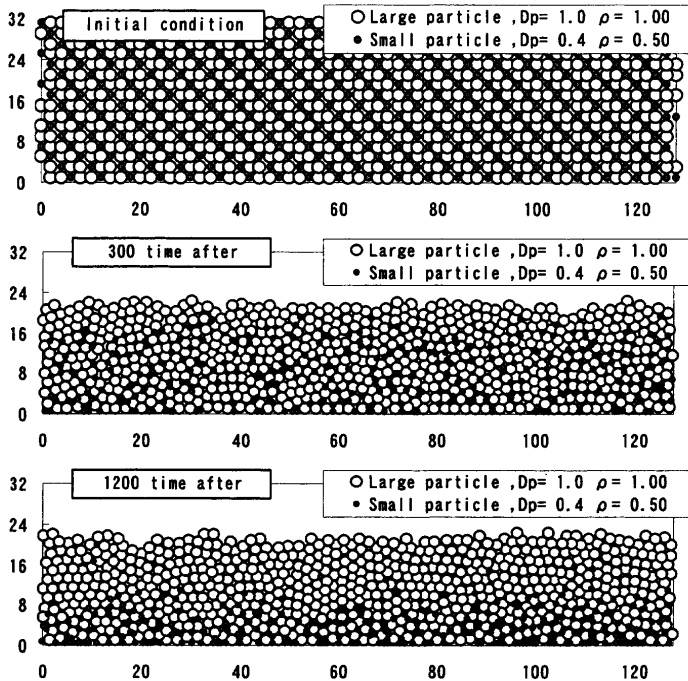 Initial condition
Large particle ,Dp= 1.0 ρ= 1.00
Small particle ,Dp= 0.4 ρ= 0.50
32
24
16
8
0
0 20 40 60 80 100 120
300 time after
Large particle ,Dp= 1.0 ρ= 1.00
Small particle ,Dp= 0.4 ρ= 0.50
32
24
16
8
0
0 20 40 60 80 100 120
1200 time after
Large particle ,Dp= 1.0 ρ= 1.00
Small particle ,Dp= 0.4 ρ= 0.50
32
24
16
8
0
0 20 40 60 80 100 120